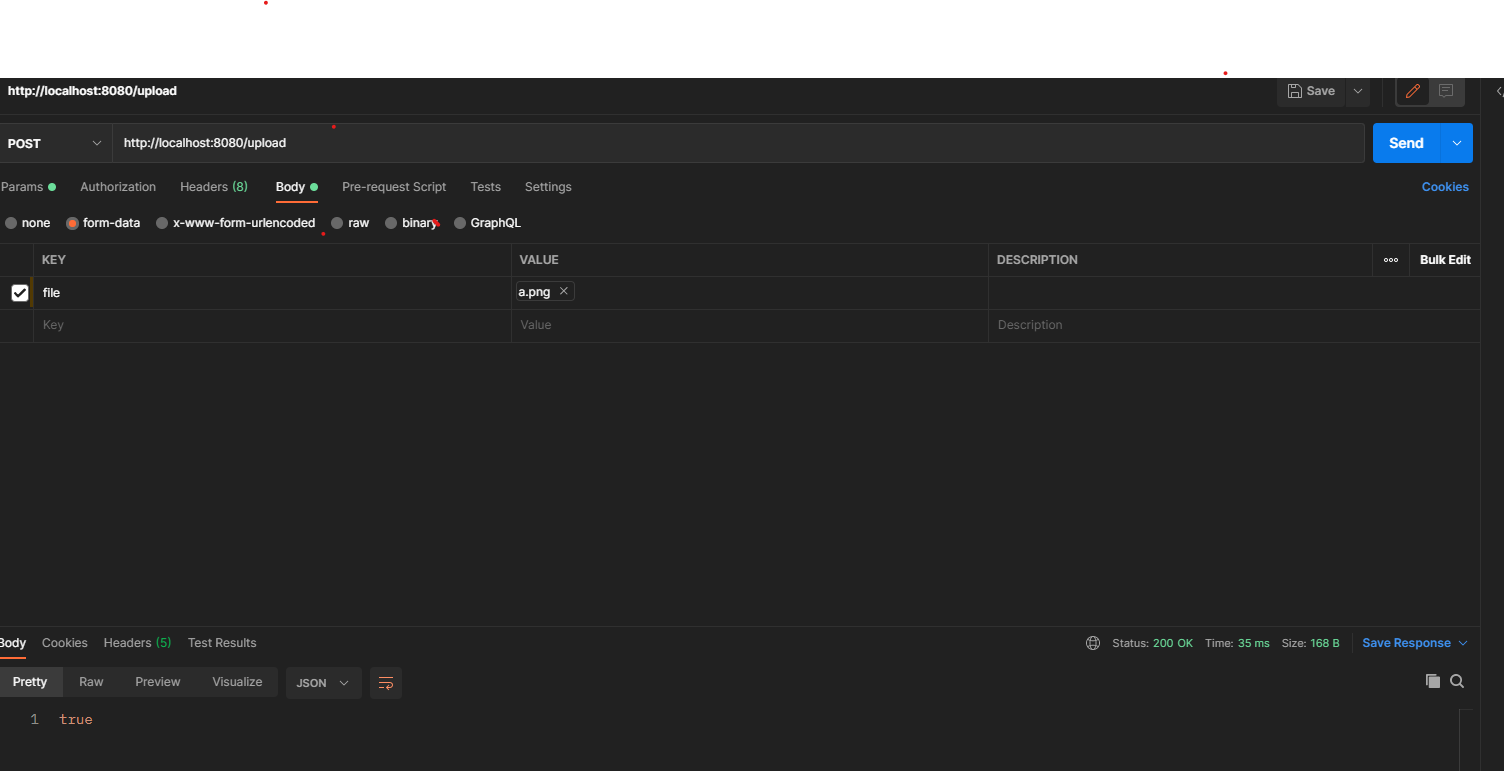 http://localhost:8080/upload Save
POST http://localhost:8080/upload Send
Params Authorization Headers (8) Body Pre-request Script Tests Settings Cookies
none form-data x-www-form-urlencoded raw binary GraphQL
KEY VALUE DESCRIPTION Bulk Edit
file a.png
Key Value Description
Body Cookies Headers (5) Test Results Status: 200 OK Time: 35 ms Size: 168 B Save Response
Pretty Raw Preview Visualize JSON
1 true